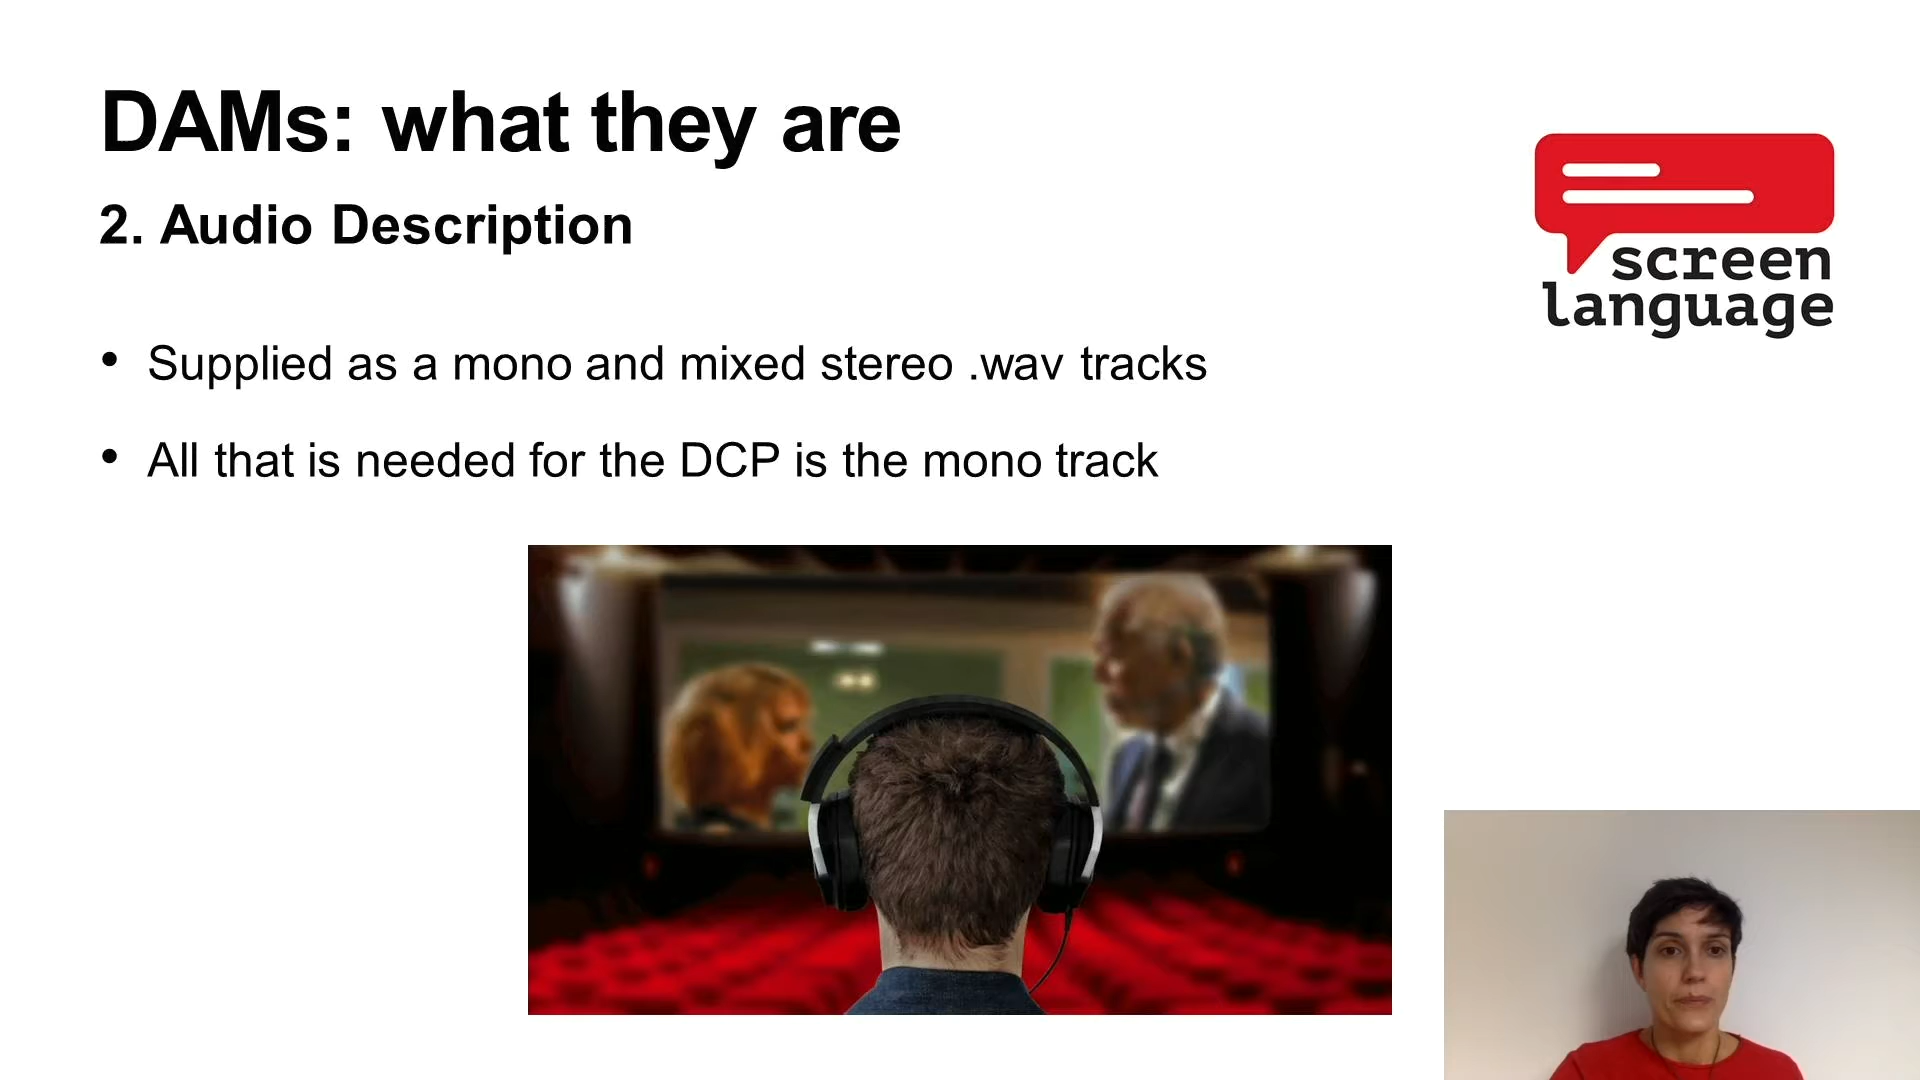 DAMs: what they are
2. Audio Description
• Supplied as a mono and mixed stereo .wav tracks
• All that is needed for the DCP is the mono track
screen
language